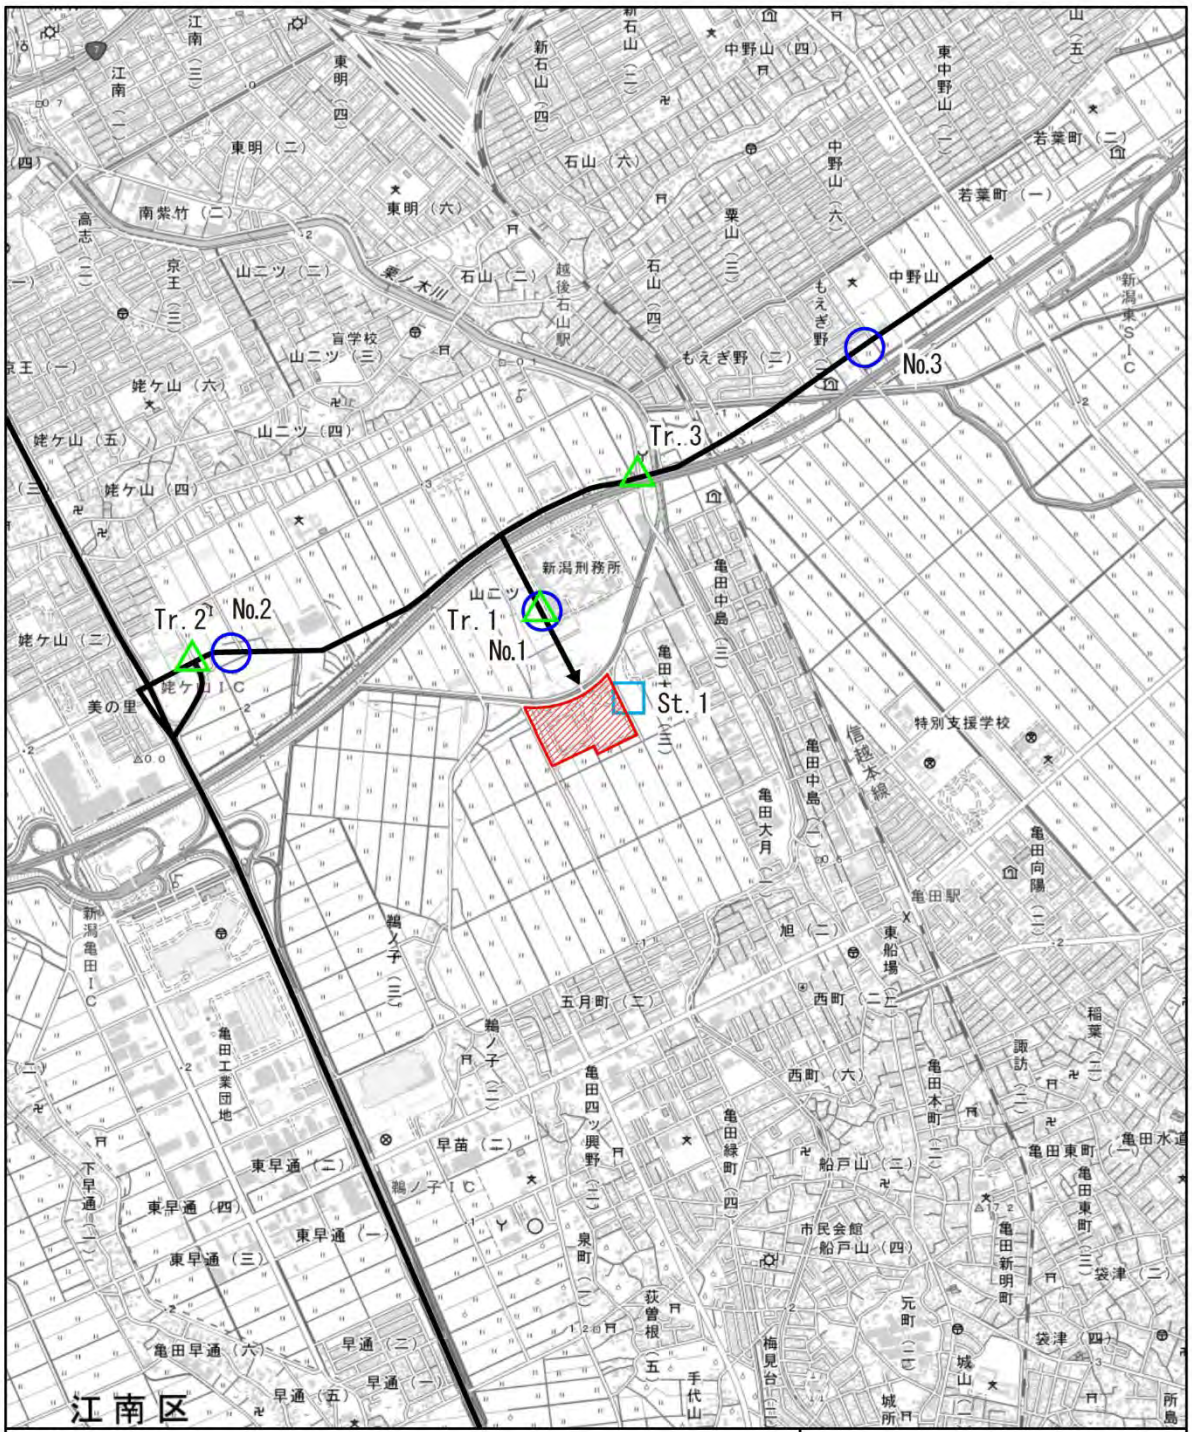 江南（三）
東明（四）
新石山（四）
新石山（二）
中野山（四）
東中野山（一）
山（五）
7
江南（一）
東明（二）
石山（六）
中野山（六）
若葉町（二）
（四）
高志（二）
南紫竹（二）
東明（六）
粟山（三）
若葉町（一）
京王（三）
山二ツ（二）
栗ノ木川
石山（二）
越後石山駅
石山（四）
もえぎ野（一）
中野山
新潟東SIC
盲学校
山二ツ（三）
もえぎ野（二）
No.3
京王（一）
姥ケ山（六）
姥ケ山（五）
山二ツ（四）
Tr. 3
姥ケ山（四）
新潟刑務所
亀田中島（三）
山二ツ
Tr. 2
No.2
Tr. 1
No.1
姥ケ山（二）
姥ケ山IC
美の里
St. 1
特別支援学校
信越本線
亀田中島（一）
亀田大月（一）
亀田向陽（二）
亀田駅
新潟亀田IC
鵜ノ子（三）
旭（二）
東船場（二）
五月町（二）
西町（二）
稲葉（二）
亀田工業団地
鵜ノ子（二）
諏訪（二）
西町（六）
亀田四ツ興野（二）
亀田本町（二）
亀田緑町（四）
早苗（二）
船戸山（二）
亀田東町（一）
亀田水道
下早通（一）
東早通（二）
鵜ノ子IC
東早通（四）
東早通（一）
泉町（一）
市民会館
船戸山（四）
亀田新明町
亀田東町（三）
東早通（三）
袋津（二）
荻曽根（五）
元町（二）
亀田早通（六）
早通（二）
梅見台（二）
城山（一）
袋津（四）
早通（五）
早通（一）
手代山
城所
所島
江南区